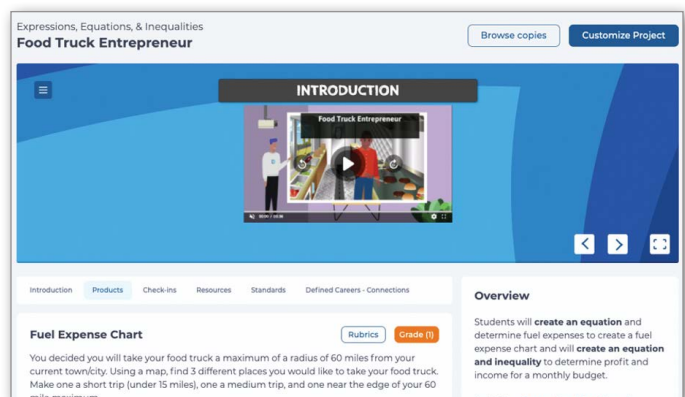 Expressions, Equations, & Inequalities
Food Truck Entrepreneur
Browse copies
Customize Project
INTRODUCTION
Food Truck Entrepreneur
Introduction
Products
Check-ins
Resources
Standards
Defined Careers - Connections
Fuel Expense Chart
Rubrics
Grade (1)
You decided you will take your food truck a maximum of a radius of 60 miles from your
current town/city. Using a map, find 3 different places you would like to take your food truck.
Make one a short trip (under 15 miles), one a medium trip, and one near the edge of your 60
mile maximum
Overview
Students will create an equation and
determine fuel expenses to create a fuel
expense chart and will create an equation
and inequality to determine profit and
income for a monthly budget.